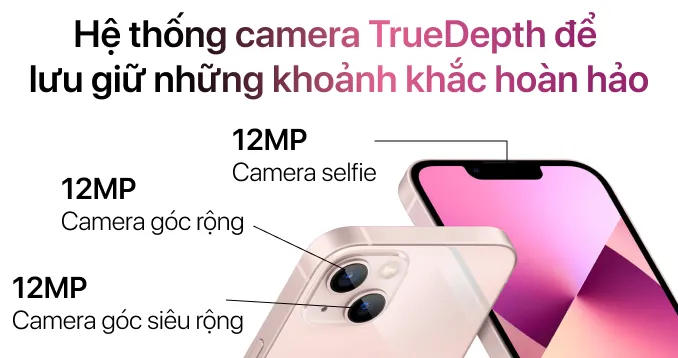 Hệ thống camera TrueDepth để
lưu giữ những khoảnh khắc hoàn hảo
12MP
Camera selfie
12MP
Camera góc rộng
12MP
Camera góc siêu rộng